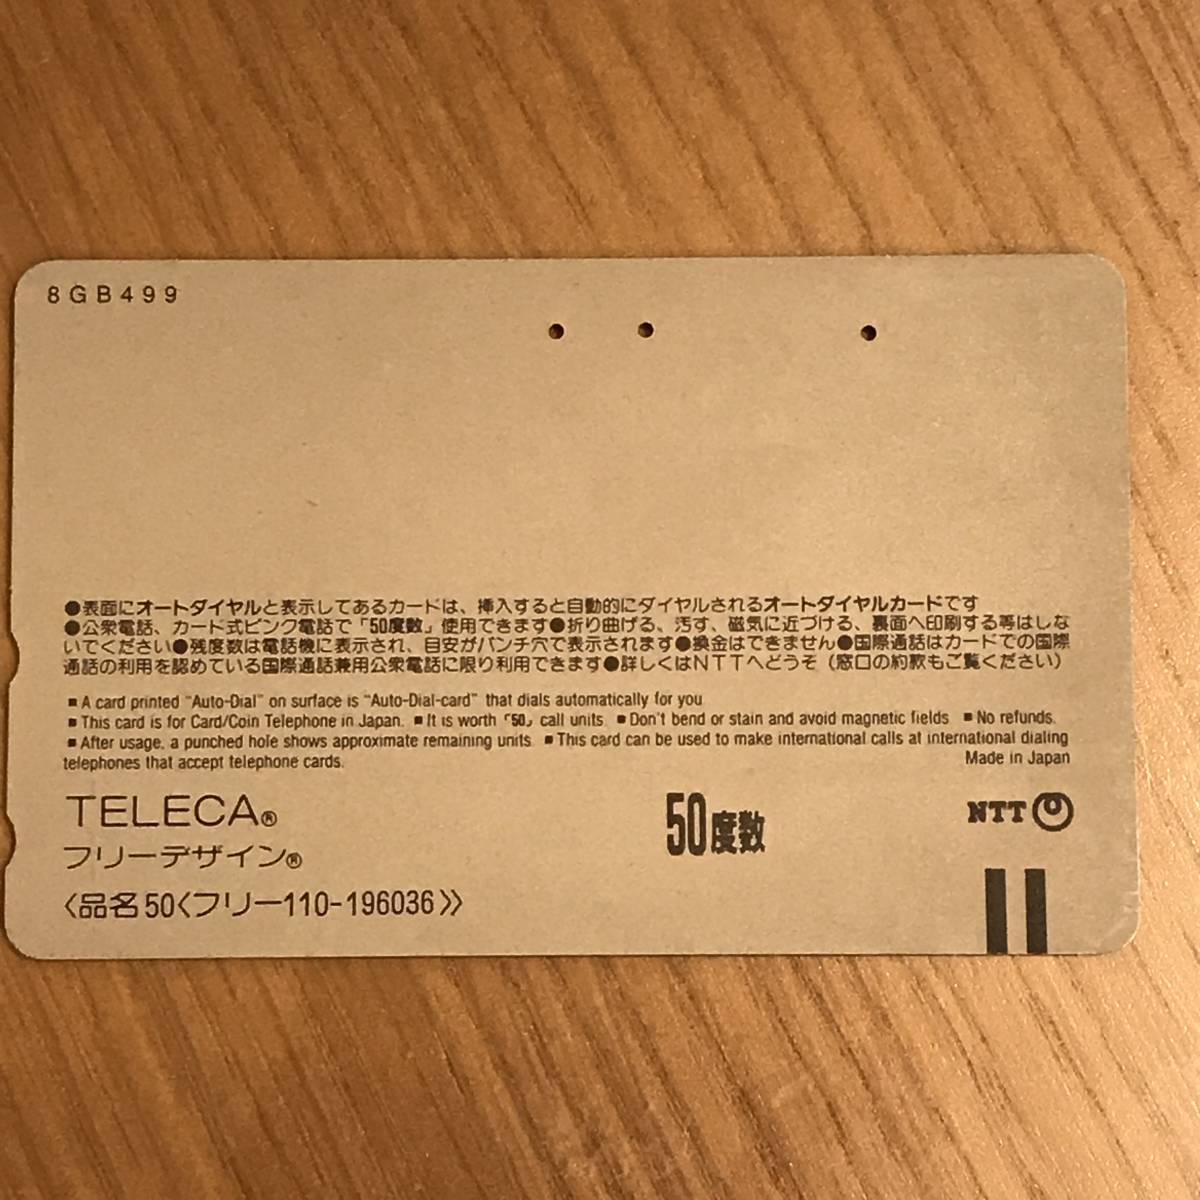 8GB499
●表面にオートダイヤルと表示してあるカードは、挿入すると自動的にダイヤルされるオートダイヤルカードです
●公衆電話、カード式ピンク電話で「50度数」使用できます●折り曲げる、汚す、磁気に近づける、裏面へ印刷する等はしな
いでください●残度数は電話機に表示され、目安がパンチ穴で表示されます●換金はできません●国際通話はカードでの国際
通話の利用を認めている国際通話兼用公衆電話に限り利用できます●詳しくはNTTへどうぞ（窓口の約款もご覧ください）
■A card printed "Auto-Dial" on surface is "Auto-Dial-card" that dials automatically for you
■This card is for Card/Coin Telephone in Japan. ■It is worth「50」call units. ■Don't bend or stain and avoid magnetic fields ■No refunds.
■After usage, a punched hole shows approximate remaining units ■This card can be used to make international calls at international dialing
telephones that accept telephone cards.
Made in Japan
TELECA®
フリーデザイン®
50度数
NTT
〈品名50〈フリー110-196036〉〉